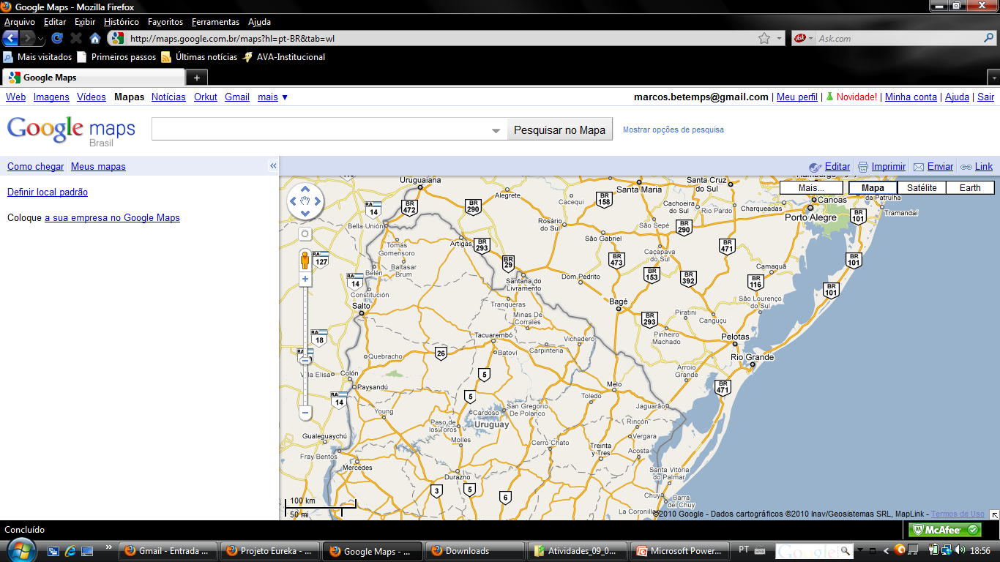 Google Maps - Mozilla Firefox
Arquivo Editar Exibir Histórico Favoritos Ferramentas Ajuda
http://maps.google.com.br/maps?hl=pt-BR&tab=wl
Ask Ask.com
Mais visitados Primeiros passos Últimas notícias AVA-Institucional
Google Maps
Web Imagens Vídeos Mapas Notícias Orkut Gmail mais ▼ marcos.betemps@gmail.com | Meu perfil | Novidade! | Minha conta | Ajuda | Sair
Google maps
Brasil
Pesquisar no Mapa
Mostrar opções de pesquisa
Como chegar Meus mapas «
Editar Imprimir Enviar Link
Definir local padrão
Coloque a sua empresa no Google Maps
Mais... Mapa Satélite Earth
Uruguaiana
Alegrete
Santa Maria
Santa Cruz
do Sul
Canoas
da Patrulha
Tramandaí
Porto Alegre
Charqueadas
Cacequi
Cachoeira
do Sul
Rio Pardo
RA
14
BR
472
BR
290
BR
158
BR
101
Bella Unión
Rosário
do Sul
São Sepé
BR
290
São Gabriel
Artigas
BR
293
Tomás
Gomensoro
Caçapava
do Sul
BR
471
RA
127
Baltasar
Brum
Belén
BR
29
BR
473
BR
153
BR
392
BR
116
Camaquã
BR
101
BR
101
RA
14
Constitución
Santana do
Livramento
Dom Pedrito
São Lourenço
do Sul
Salto
Tranqueras
Bagé
Minas De
Corrales
BR
293
Piratini
Canguçu
RA
18
Tacuarembó
Vichadero
Pinheiro
Machado
Pelotas
Batoví
Carpinteria
Rio Grande
26
Quebracho
Arroio
Grande
Colón
5
Paysandú
Melo
BR
471
RA
14
5
Toledo
Jaguarão
Young
Cardoso
San Gregorio
De Polanco
Uruguay
Paso de
los Toros
Rincón
Vergara
Gualeguaychú
Molles
Cerro Chato
Treinta
y Tres
Acosta
Fray Bentos
Mercedes
Durazno
Santa Vitória
do Palmar
3
5
6
Chuy
Barra
del Chuy
La Coronilla
100 km
50 mi
©2010 Google - Dados cartográficos ©2010 Inav/Geosistemas SRL, MapLink - Termos de Uso
Concluído
McAfee
Gmail - Entrada ... Projeto Eureka - ... Google Maps - ... Downloads Atividades_09_0... Microsoft Power... PT Google 18:56